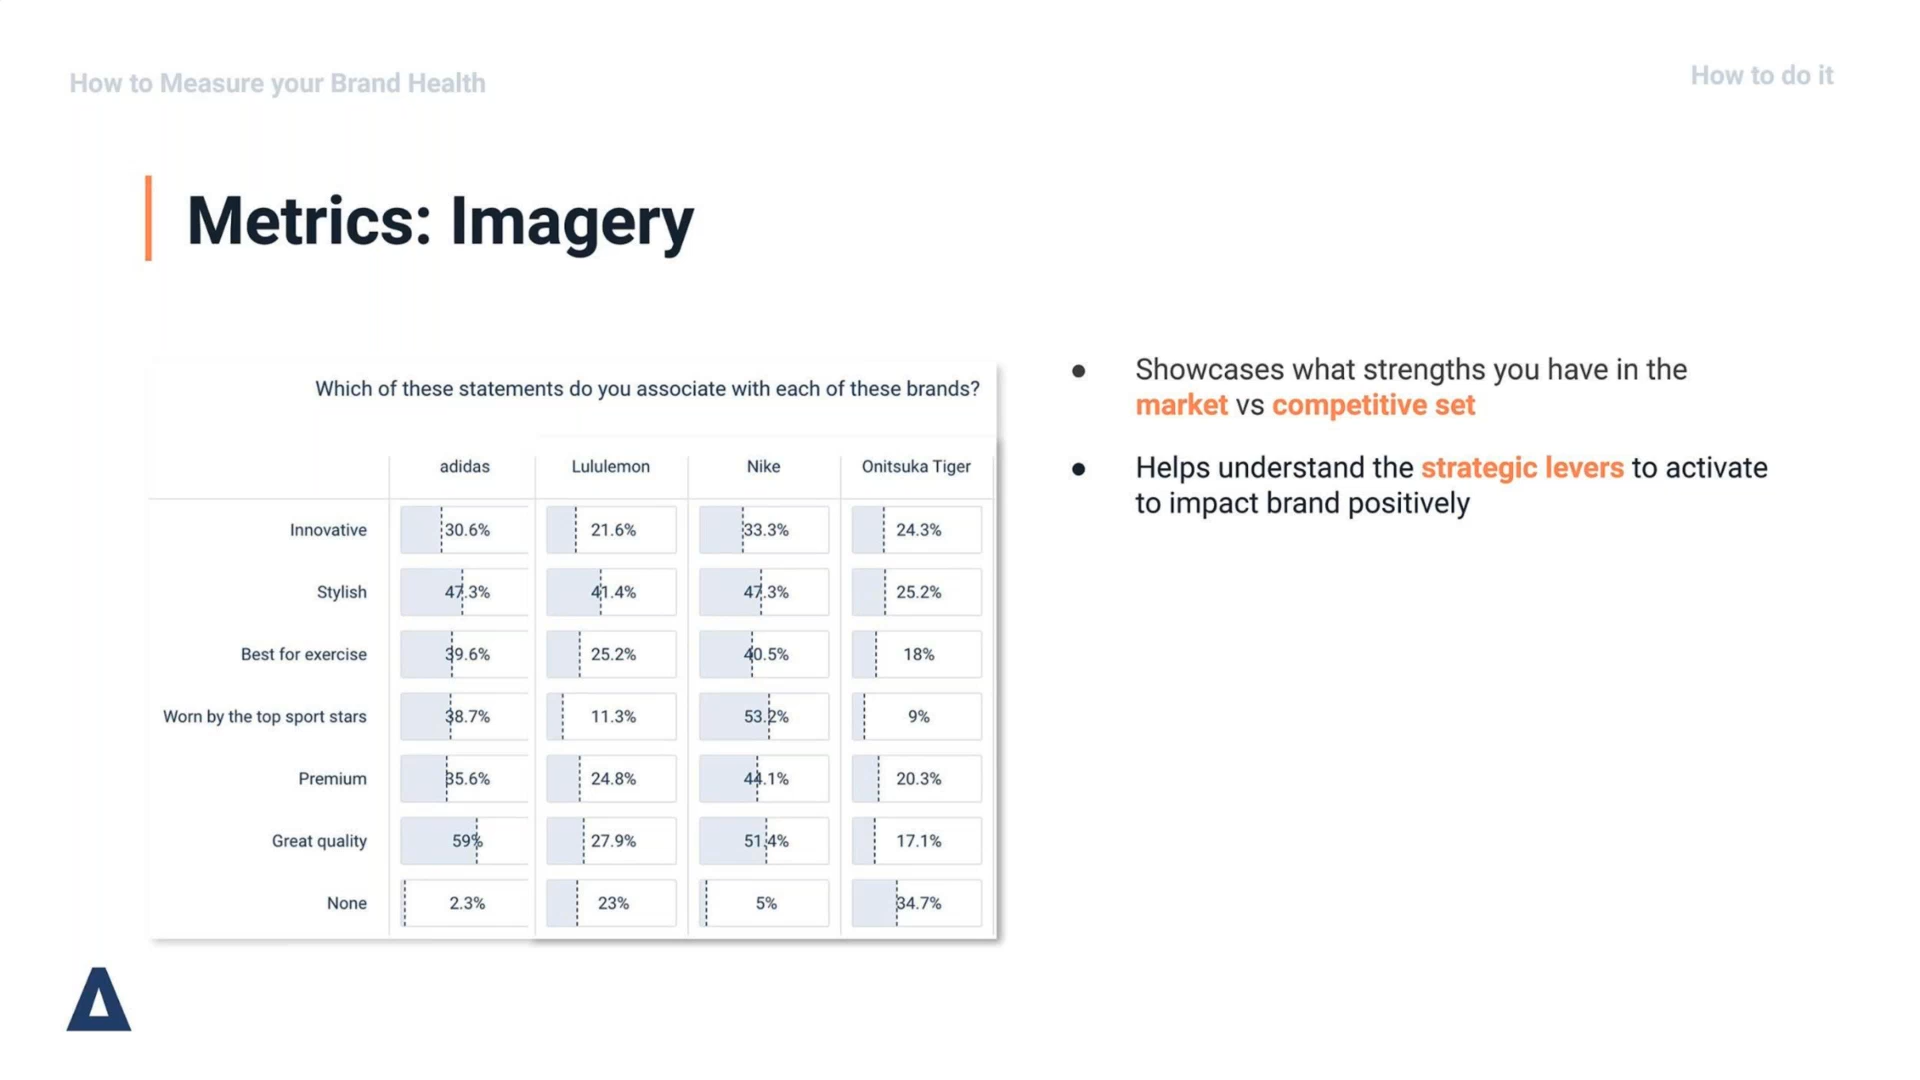 How to Measure your Brand Health
How to do it
Metrics: Imagery
Which of these statements do you associate with each of these brands?
adidas Lululemon Nike Onitsuka Tiger
Innovative 30.6% 21.6% 33.3% 24.3%
Stylish 47.3% 41.4% 47.3% 25.2%
Best for exercise 39.6% 25.2% 40.5% 18%
Worn by the top sport stars 38.7% 11.3% 53.2% 9%
Premium 35.6% 24.8% 44.1% 20.3%
Great quality 59% 27.9% 51.4% 17.1%
None 2.3% 23% 5% 34.7%
● Showcases what strengths you have in the
market vs competitive set
● Helps understand the strategic levers to activate
to impact brand positively